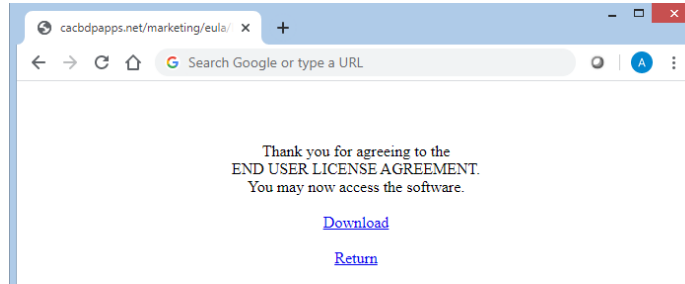 cacbdpapps.net/marketing/eula/
Search Google or type a URL
A
Thank you for agreeing to the
END USER LICENSE AGREEMENT.
You may now access the software.
Download
Return